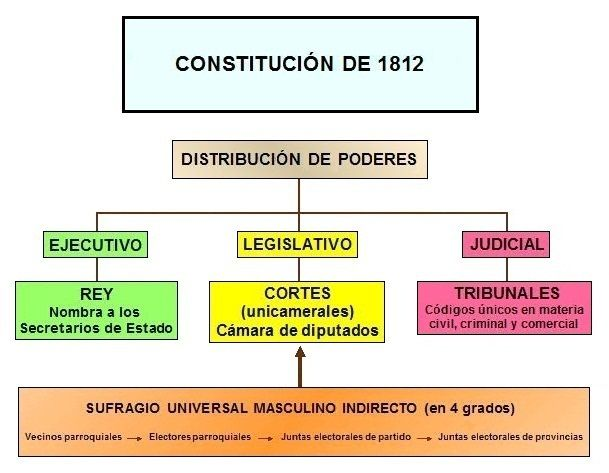 CONSTITUCIÓN DE 1812
DISTRIBUCIÓN DE PODERES
EJECUTIVO
LEGISLATIVO
JUDICIAL
REY
Nombra a los
Secretarios de Estado
CORTES
(unicamerales)
Cámara de diputados
TRIBUNALES
Códigos únicos en materia
civil, criminal y comercial
SUFRAGIO UNIVERSAL MASCULINO INDIRECTO (en 4 grados)
Vecinos parroquiales → Electores parroquiales → Juntas electorales de partido → Juntas electorales de provincias